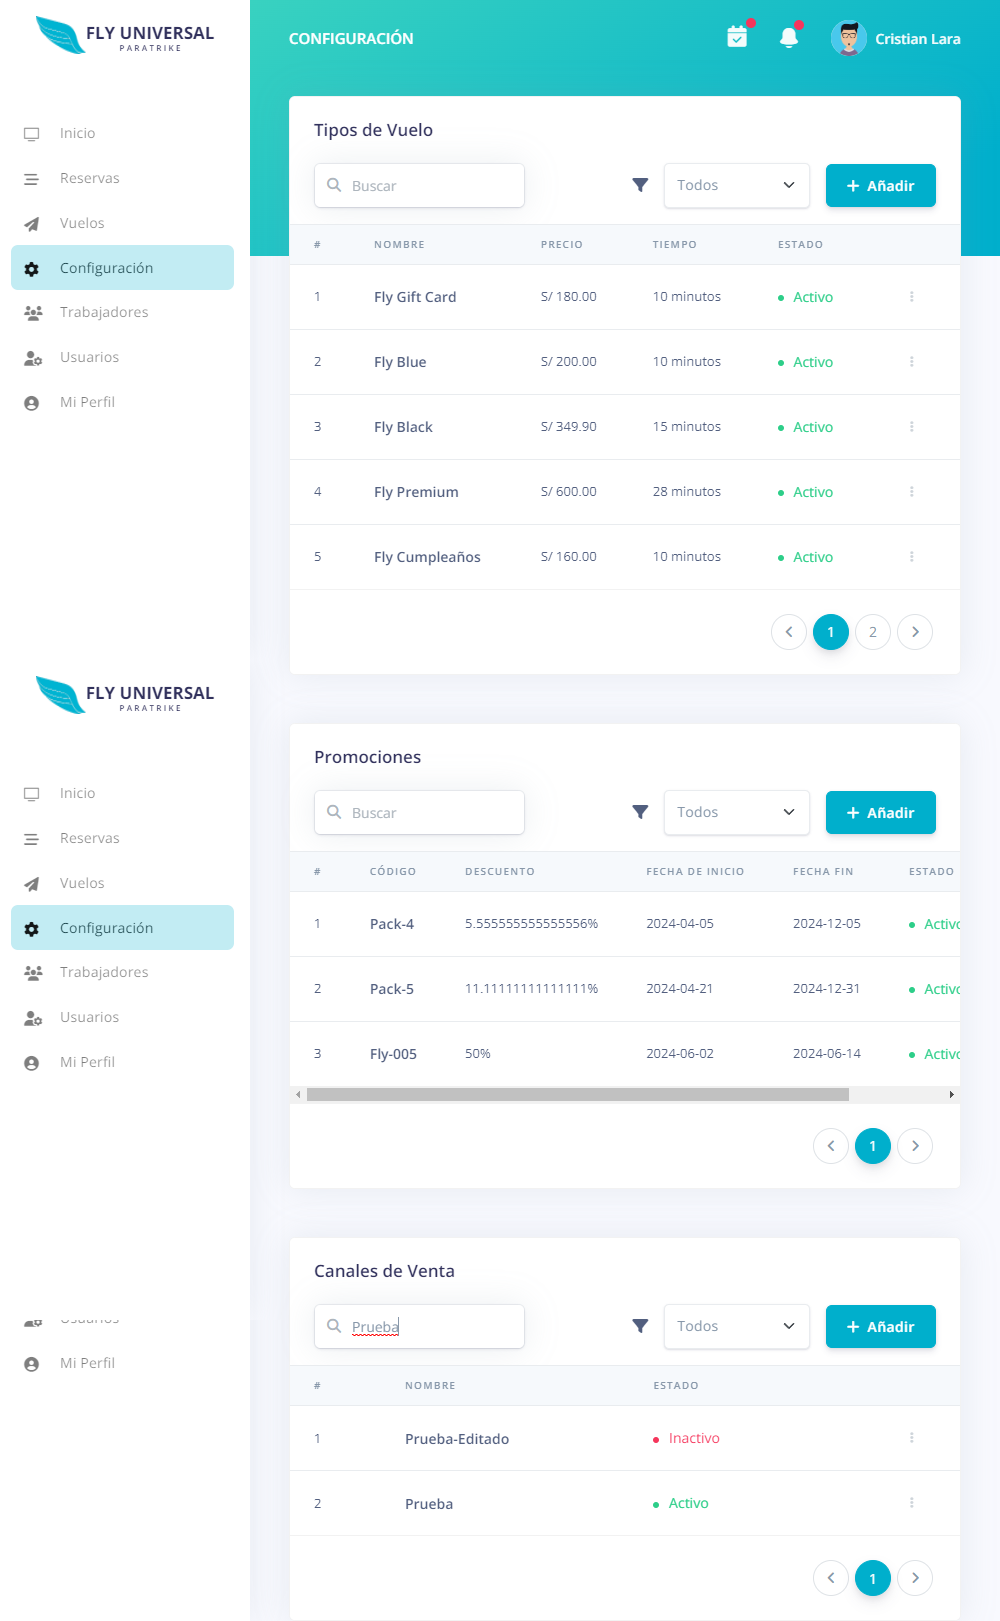 FLY UNIVERSAL
PARATRIKE
Inicio
Reservas
Vuelos
Configuración
Trabajadores
Usuarios
Mi Perfil
CONFIGURACIÓN
Cristian Lara
Tipos de Vuelo
Buscar
Todos
+ Añadir
# NOMBRE PRECIO TIEMPO ESTADO
1 Fly Gift Card S/ 180.00 10 minutos Activo
2 Fly Blue S/ 200.00 10 minutos Activo
3 Fly Black S/ 349.90 15 minutos Activo
4 Fly Premium S/ 600.00 28 minutos Activo
5 Fly Cumpleaños S/ 160.00 10 minutos Activo
1 2
FLY UNIVERSAL
PARATRIKE
Inicio
Reservas
Vuelos
Configuración
Trabajadores
Usuarios
Mi Perfil
Promociones
Buscar
Todos
+ Añadir
# CÓDIGO DESCUENTO FECHA DE INICIO FECHA FIN ESTADO
1 Pack-4 5.555555555555556% 2024-04-05 2024-12-05 Activo
2 Pack-5 11.11111111111111% 2024-04-21 2024-12-31 Activo
3 Fly-005 50% 2024-06-02 2024-06-14 Activo
1
Usuarios
Mi Perfil
Canales de Venta
Prueba
Todos
+ Añadir
# NOMBRE ESTADO
1 Prueba-Editado Inactivo
2 Prueba Activo
1